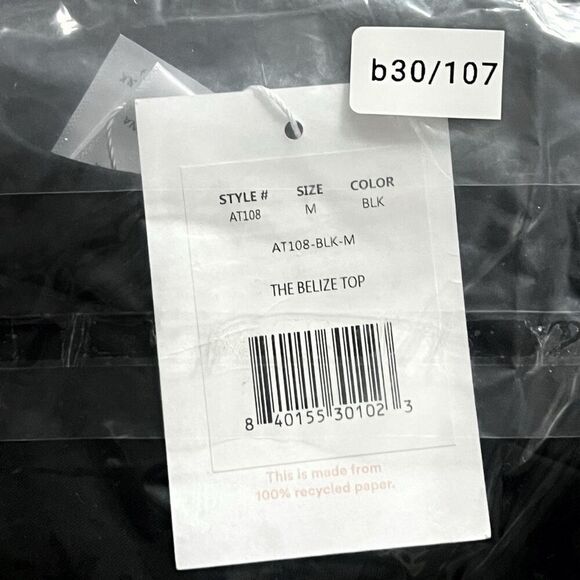 b30/107
STYLE # SIZE COLOR
AT108 M BLK
AT108-BLK-M
THE BELIZE TOP
8 40155 30102 3
This is made from
100% recycled paper.